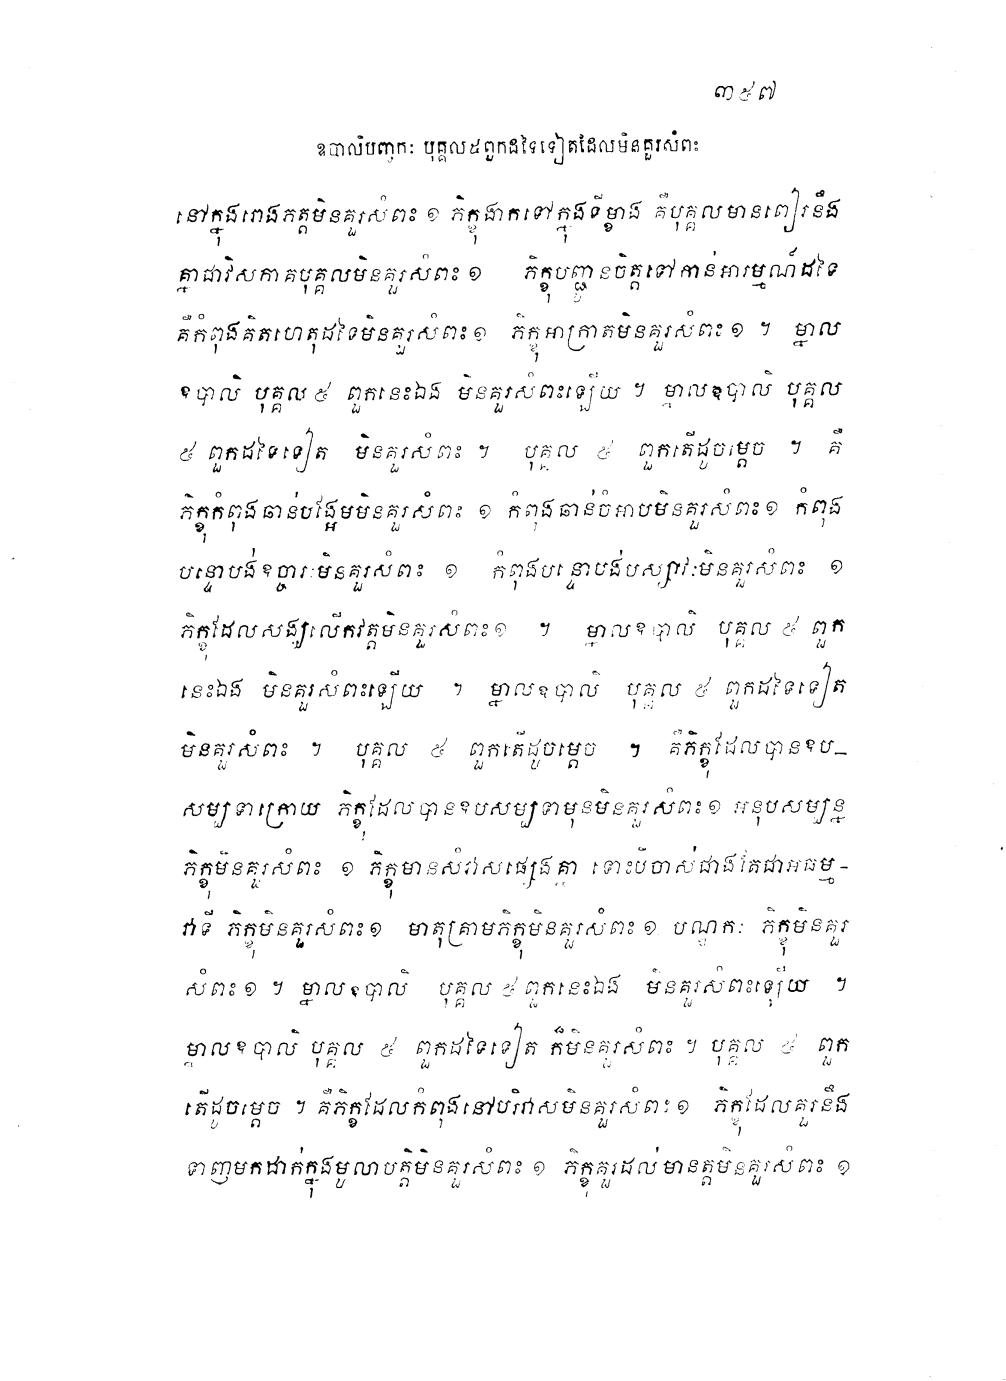 ៣៥៧
ឧបាលិបញ្ចកៈ បុគ្គល៥ពួកដទៃទៀតដែលមិនគួរសំពះ
នៅក្នុងរោងភត្តមិនគួរសំពះ ១ ភិក្ខុងាកទៅក្នុងទីម្ខាង គឺបុគ្គលមានពៀរនឹង
គ្នាជាវិសភាគបុគ្គលមិនគួរសំពះ ១ ភិក្ខុបញ្ជូនចិត្តទៅកាន់អារម្មណ៍ដទៃ
គឺកំពុងគិតហេតុដទៃមិនគួរសំពះ ១ ភិក្ខុអាក្រាតមិនគួរសំពះ ១ ។ ម្នាល
ឧបាលិ បុគ្គល ៥ ពួកនេះឯង មិនគួរសំពះឡើយ ។ ម្នាលឧបាលិ បុគ្គល
៥ ពួកដទៃទៀត មិនគួរសំពះ ។ បុគ្គល ៥ ពួកតើដូចម្តេច ។ គឺ
ភិក្ខុកំពុងឆាន់បង្អែមមិនគួរសំពះ ១ កំពុងឆាន់ចំអាបមិនគួរសំពះ ១ កំពុង
បន្ទោបង់ឧច្ចារៈមិនគួរសំពះ ១ កំពុងបន្ទោបង់បស្សាវៈមិនគួរសំពះ ១
ភិក្ខុដែលសង្ឃលើកវត្តមិនគួរសំពះ ១ ។ ម្នាលឧបាលិ បុគ្គល ៥ ពួក
នេះឯង មិនគួរសំពះឡើយ ។ ម្នាលឧបាលិ បុគ្គល ៥ ពួកដទៃទៀត
មិនគួរសំពះ ។ បុគ្គល ៥ ពួកតើដូចម្តេច ។ គឺភិក្ខុដែលបានឧប-
សម្បទាក្រោយ ភិក្ខុដែលបានឧបសម្បទាមុនមិនគួរសំពះ ១ អនុបសម្បន្ន
ភិក្ខុមិនគួរសំពះ ១ ភិក្ខុមានសំវាសផ្សេងគ្នា ទោះបីចាស់ជាងតែជាអធម្ម-
វាទី ភិក្ខុមិនគួរសំពះ ១ មាតុគ្រាមភិក្ខុមិនគួរសំពះ ១ បណ្ឌកៈ ភិក្ខុមិនគួរ
សំពះ ១ ។ ម្នាលឧបាលិ បុគ្គល ៥ ពួកនេះឯង មិនគួរសំពះឡើយ ។
ម្នាលឧបាលិ បុគ្គល ៥ ពួកដទៃទៀត ក៏មិនគួរសំពះ ។ បុគ្គល ៥ ពួក
តើដូចម្តេច ។ គឺភិក្ខុដែលកំពុងនៅបរិវាសមិនគួរសំពះ ១ ភិក្ខុដែលគួរនឹង
ទាញមកដាក់ក្នុងមូលាបត្តិមិនគួរសំពះ ១ ភិក្ខុគួរដល់មានត្តមិនគួរសំពះ ១